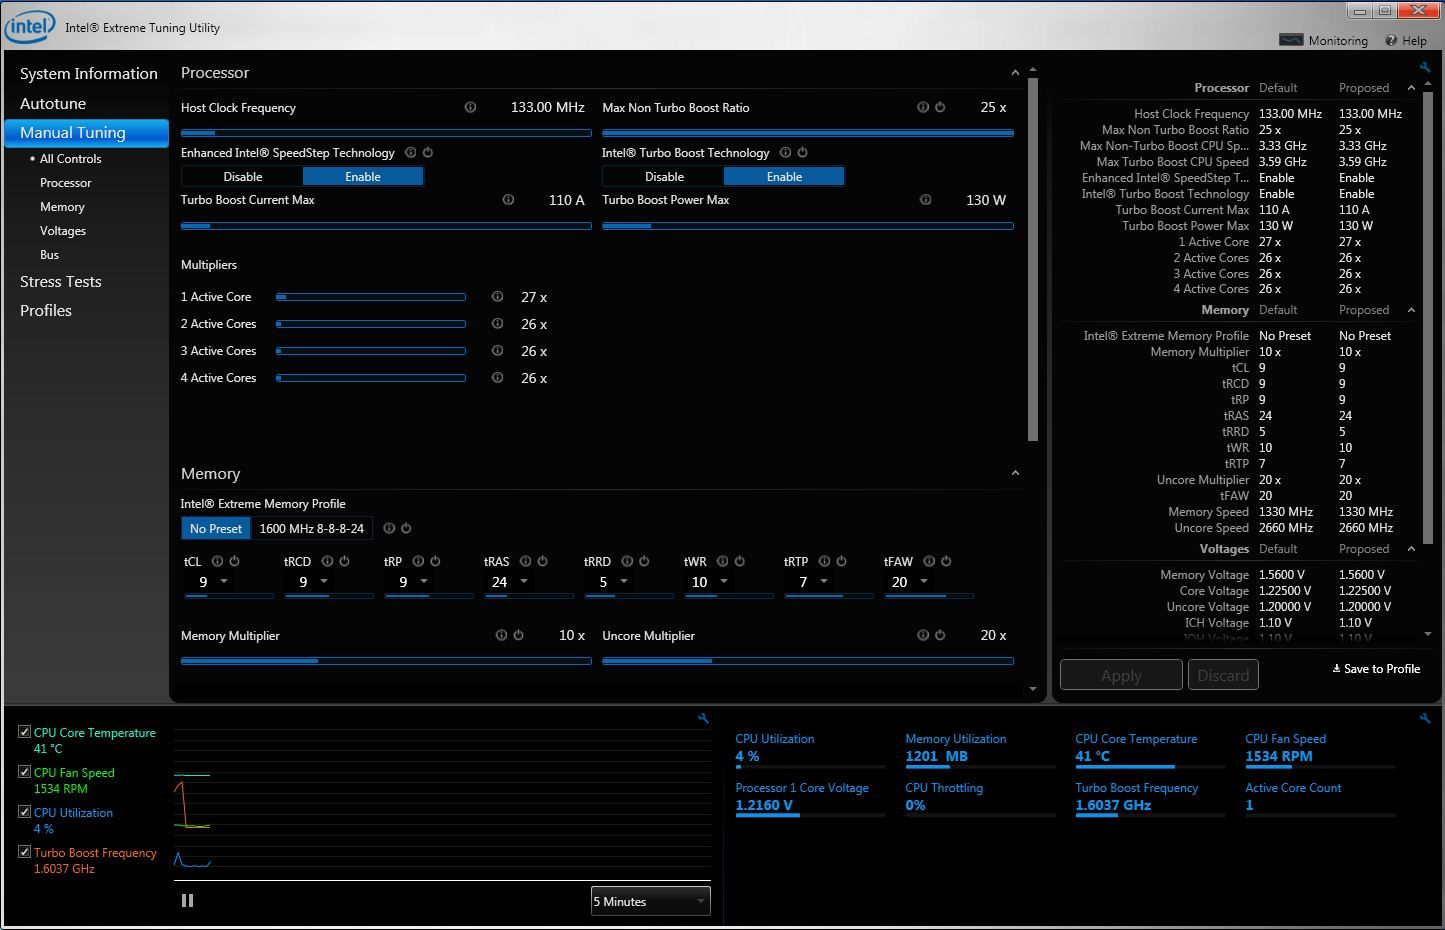 intel
Intel® Extreme Tuning Utility
Monitoring
Help
System Information
Autotune
Manual Tuning
• All Controls
Processor
Memory
Voltages
Bus
Stress Tests
Profiles
Processor
Host Clock Frequency 133.00 MHz
Max Non Turbo Boost Ratio 25 x
Enhanced Intel® SpeedStep Technology
Disable Enable
Intel® Turbo Boost Technology
Disable Enable
Turbo Boost Current Max 110 A
Turbo Boost Power Max 130 W
Multipliers
1 Active Core 27 x
2 Active Cores 26 x
3 Active Cores 26 x
4 Active Cores 26 x
Memory
Intel® Extreme Memory Profile
No Preset 1600 MHz 8-8-8-24
tCL tRCD tRP tRAS tRRD tWR tRTP tFAW
9 9 9 24 5 10 7 20
Memory Multiplier 10 x
Uncore Multiplier 20 x
Processor Default Proposed
Host Clock Frequency 133.00 MHz 133.00 MHz
Max Non Turbo Boost Ratio 25 x 25 x
Max Non-Turbo Boost CPU Sp... 3.33 GHz 3.33 GHz
Max Turbo Boost CPU Speed 3.59 GHz 3.59 GHz
Enhanced Intel® SpeedStep T... Enable Enable
Intel® Turbo Boost Technology Enable Enable
Turbo Boost Current Max 110 A 110 A
Turbo Boost Power Max 130 W 130 W
1 Active Core 27 x 27 x
2 Active Cores 26 x 26 x
3 Active Cores 26 x 26 x
4 Active Cores 26 x 26 x
Memory Default Proposed
Intel® Extreme Memory Profile No Preset No Preset
Memory Multiplier 10 x 10 x
tCL 9 9
tRCD 9 9
tRP 9 9
tRAS 24 24
tRRD 5 5
tWR 10 10
tRTP 7 7
Uncore Multiplier 20 x 20 x
tFAW 20 20
Memory Speed 1330 MHz 1330 MHz
Uncore Speed 2660 MHz 2660 MHz
Voltages Default Proposed
Memory Voltage 1.5600 V 1.5600 V
Core Voltage 1.22500 V 1.22500 V
Uncore Voltage 1.20000 V 1.20000 V
ICH Voltage 1.10 V 1.10 V
IOH Voltage 1.10 V 1.10 V
Apply Discard Save to Profile
CPU Core Temperature
41 °C
CPU Fan Speed
1534 RPM
CPU Utilization
4 %
Turbo Boost Frequency
1.6037 GHz
5 Minutes
CPU Utilization Memory Utilization CPU Core Temperature CPU Fan Speed
4 % 1201 MB 41 °C 1534 RPM
Processor 1 Core Voltage CPU Throttling Turbo Boost Frequency Active Core Count
1.2160 V 0% 1.6037 GHz 1